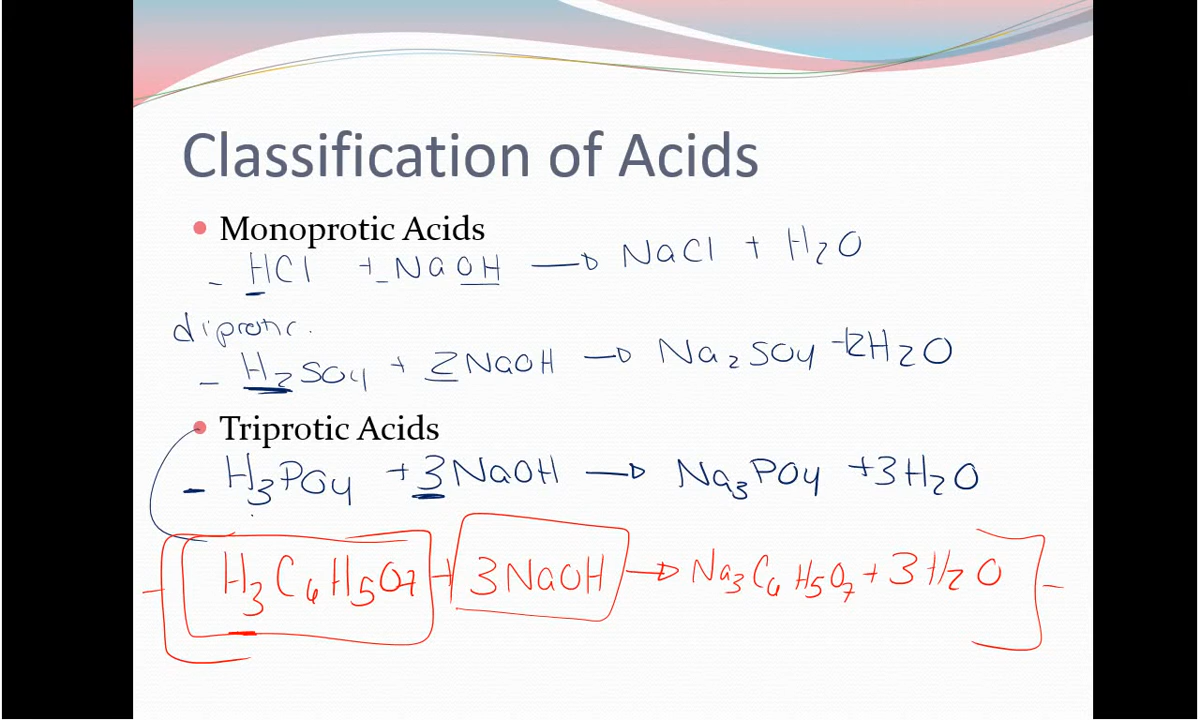 Classification of Acids
• Monoprotic Acids
- HCl + NaOH → NaCl + H2O
diprotic.
- H2SO4 + 2NaOH → Na2SO4 + 2H2O
• Triprotic Acids
- H3PO4 + 3NaOH → Na3PO4 + 3H2O
H3C6H5O7 + 3NaOH → Na3C6H5O7 + 3H2O